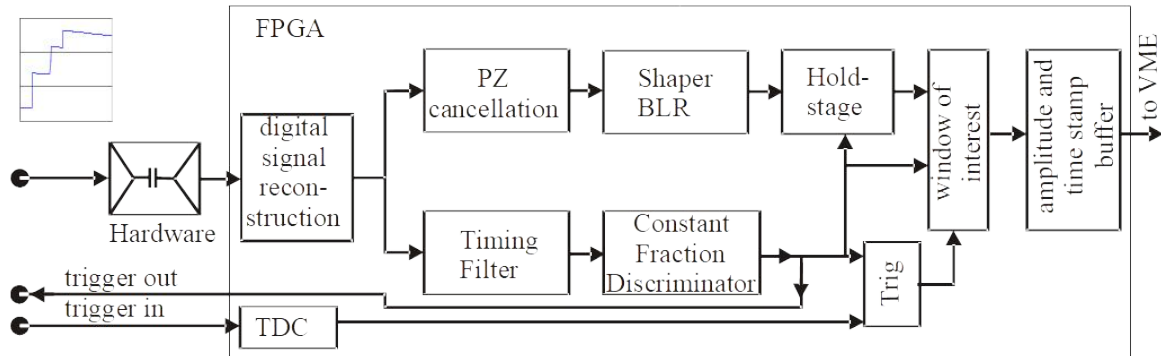 FPGA
PZ
cancellation
Shaper
BLR
Hold-
stage
window of
interest
amplitude and
time stamp
buffer
to VME
digital
signal
recon-
struction
Hardware
Timing
Filter
Constant
Fraction
Discriminator
Trig
trigger out
trigger in
TDC